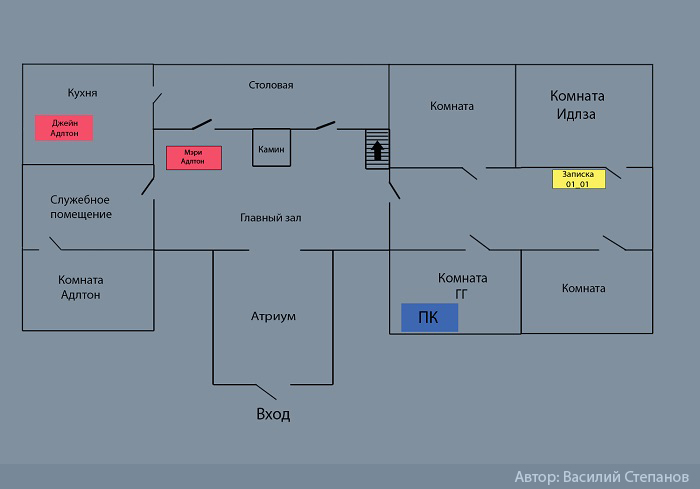 Кухня
Столовая
Комната
Комната
Идлза
Джейн
Адлтон
Мэри
Адлтон
Камин
Записка
01_01
Служебное
помещение
Главный зал
Комната
Адлтон
Атриум
Комната
ГГ
Комната
ПК
Вход
Автор: Василий Степанов